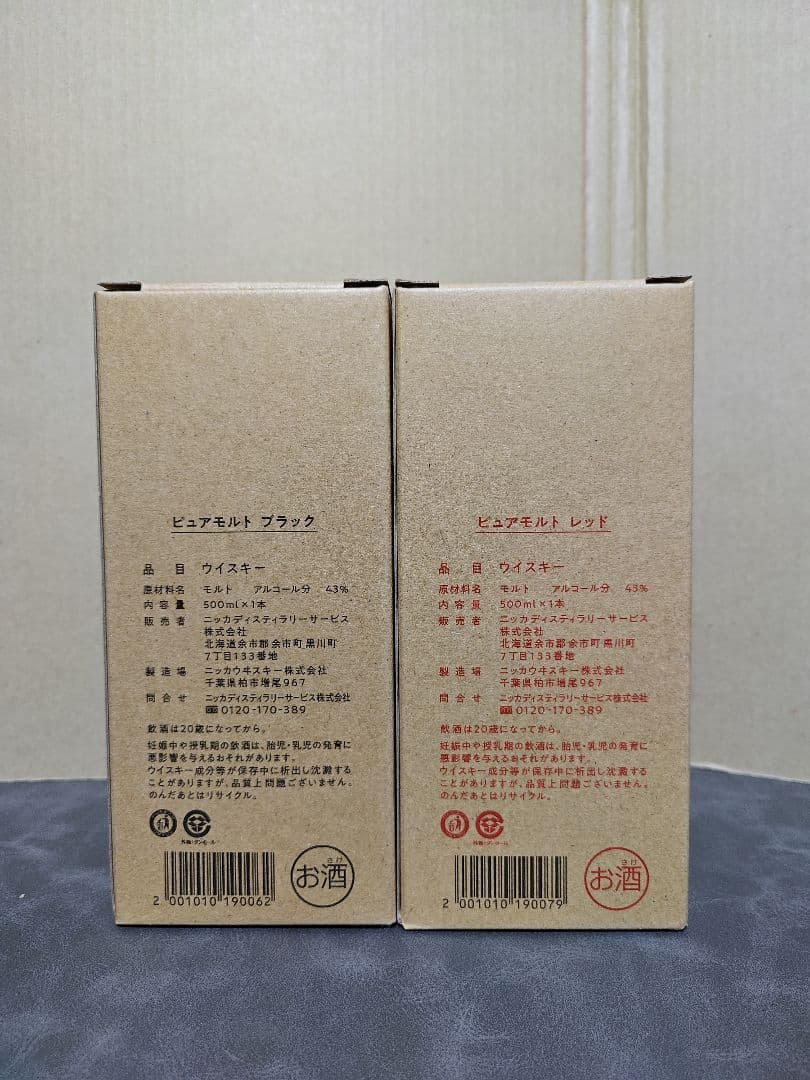 ピュアモルト ブラック
品目 ウイスキー
原材料名 モルト アルコール分 43%
内容量 500ml×1本
販売者 ニッカディスティラリーサービス
株式会社
北海道余市郡余市町黒川町
7丁目133番地
製造場 ニッカウヰスキー株式会社
千葉県柏市増尾967
問合せ ニッカディスティラリーサービス株式会社
0120-170-389
飲酒は20歳になってから。
妊娠中や授乳期の飲酒は、胎児・乳児の発育に
悪影響を与えるおそれがあります。
ウイスキー成分等が保存中に析出し沈澱する
ことがありますが、品質上問題ございません。
のんだあとはリサイクル。
外箱:ダンボール
さけ
お酒
2 001010 190062
ピュアモルト レッド
品目 ウイスキー
原材料名 モルト アルコール分 43%
内容量 500ml×1本
販売者 ニッカディスティラリーサービス
株式会社
北海道余市郡余市町黒川町
7丁目133番地
製造場 ニッカウヰスキー株式会社
千葉県柏市増尾967
問合せ ニッカディスティラリーサービス株式会社
0120-170-389
飲酒は20歳になってから。
妊娠中や授乳期の飲酒は、胎児・乳児の発育に
悪影響を与えるおそれがあります。
ウイスキー成分等が保存中に析出し沈澱する
ことがありますが、品質上問題ございません。
のんだあとはリサイクル。
外箱:ダンボール
さけ
お酒
2 001010 190079